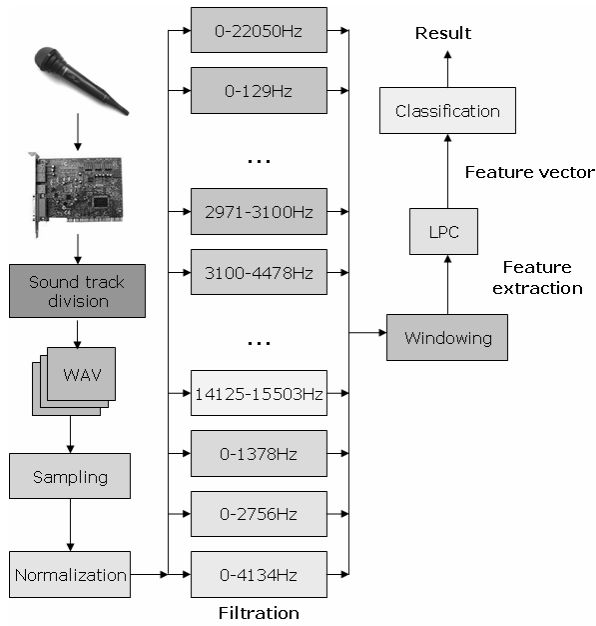 Sound track
division
WAV
Sampling
Normalization
0-22050Hz
0-129Hz
...
2971-3100Hz
3100-4478Hz
...
14125-15503Hz
0-1378Hz
0-2756Hz
0-4134Hz
Filtration
Windowing
Feature
extraction
LPC
Feature vector
Classification
Result